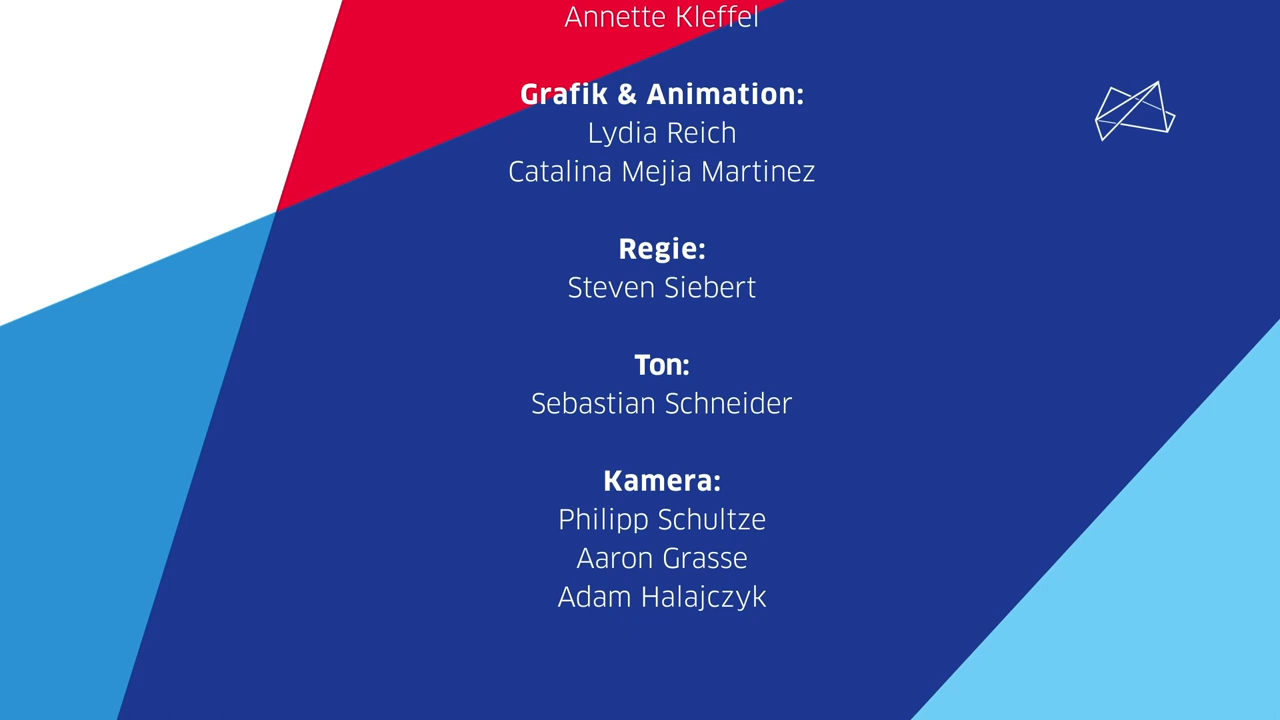 Annette Kleffel
Grafik & Animation:
Lydia Reich
Catalina Mejia Martinez
Regie:
Steven Siebert
Ton:
Sebastian Schneider
Kamera:
Philipp Schultze
Aaron Grasse
Adam Halajczyk